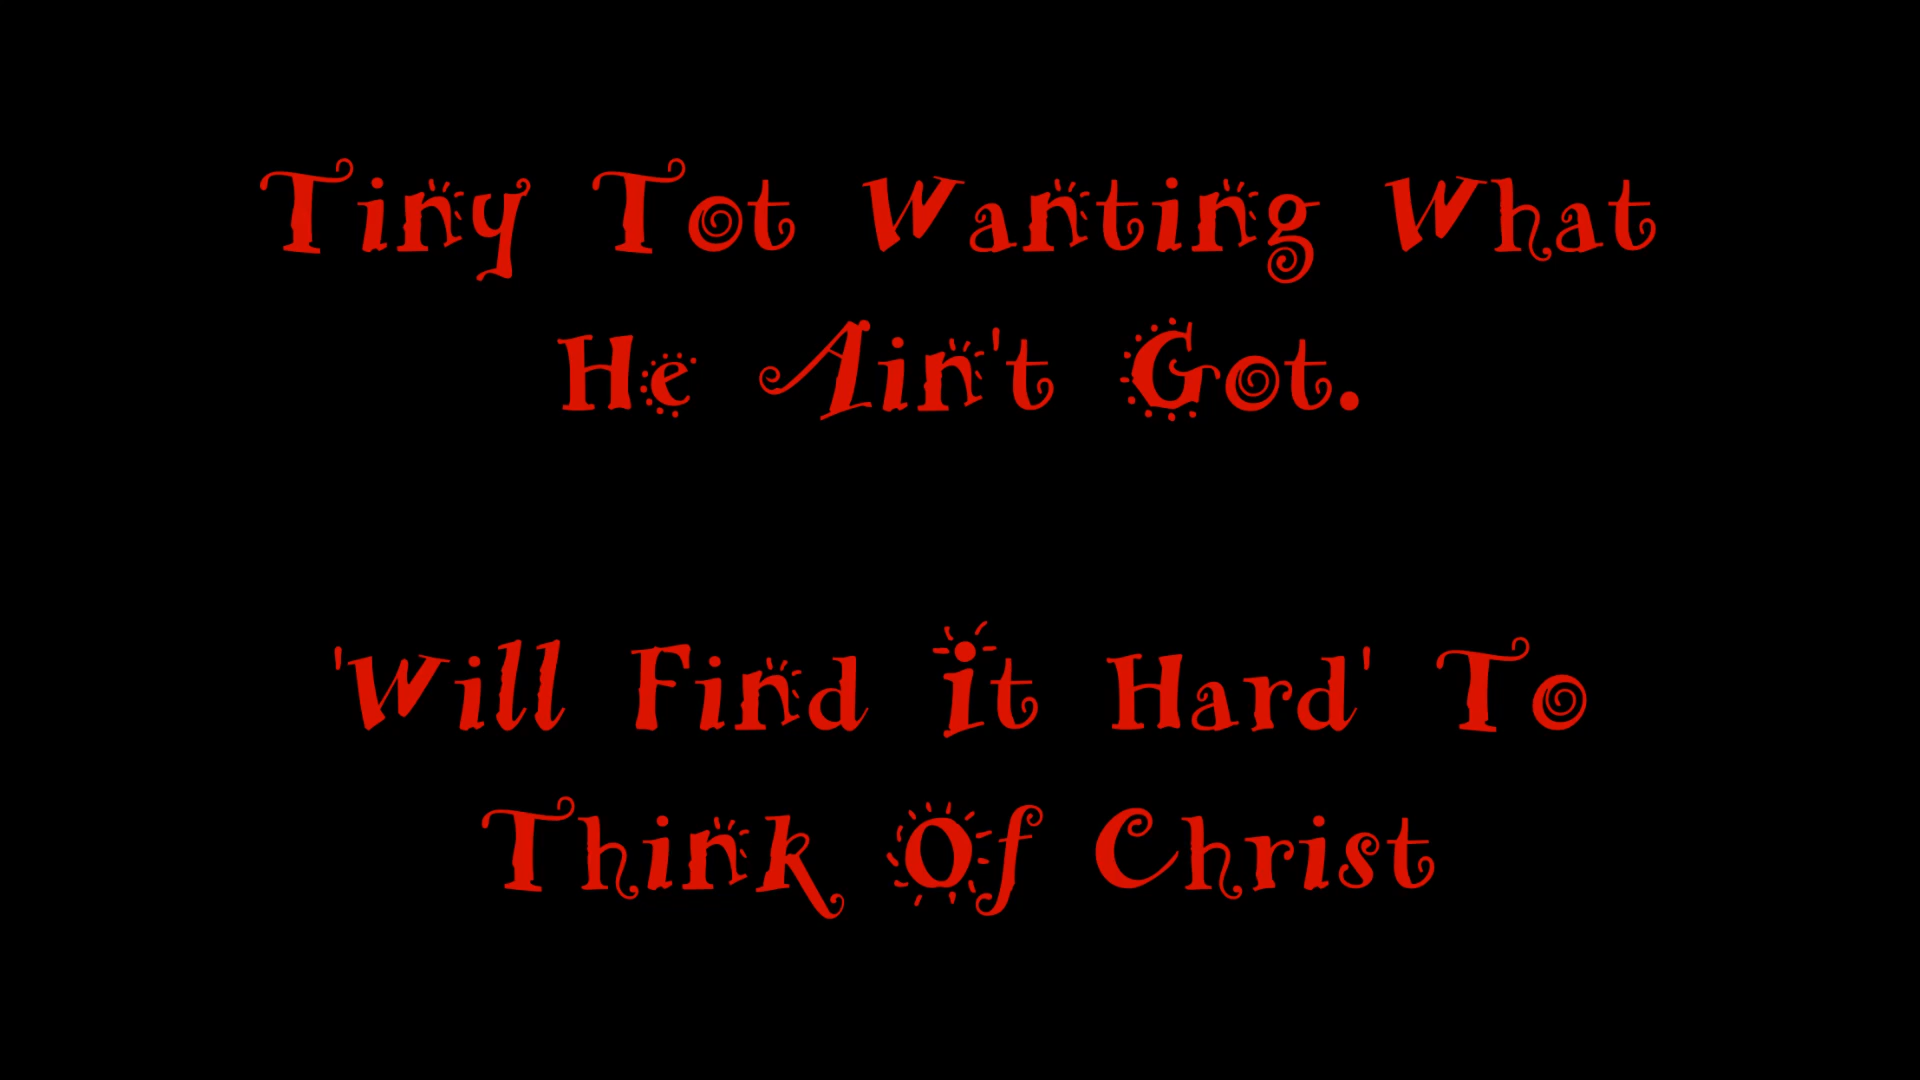 Tiny Tot Wanting What
He Ain't Got.
'Will Find It Hard' To
Think Of Christ